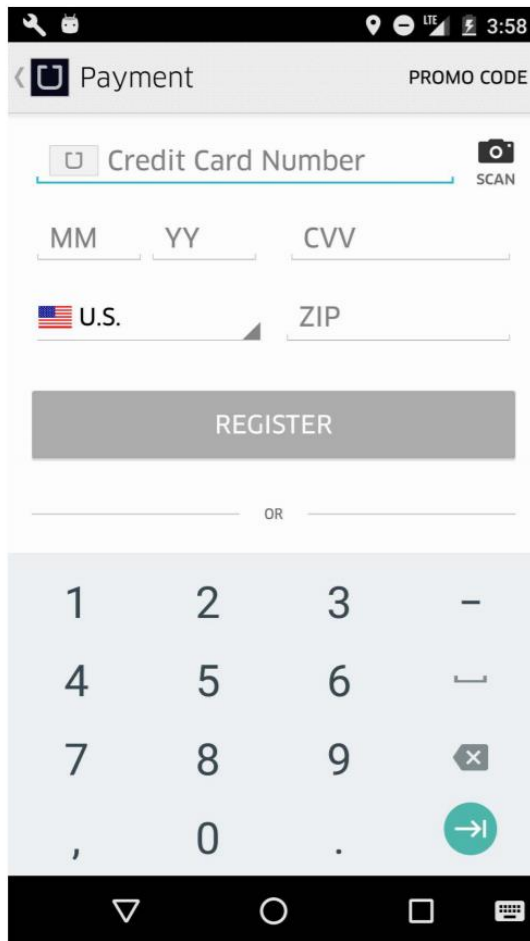 LTE 3:58
Payment PROMO CODE
Credit Card Number
SCAN
MM YY CVV
U.S. ZIP
REGISTER
OR
1 2 3 -
4 5 6
7 8 9
, 0 .